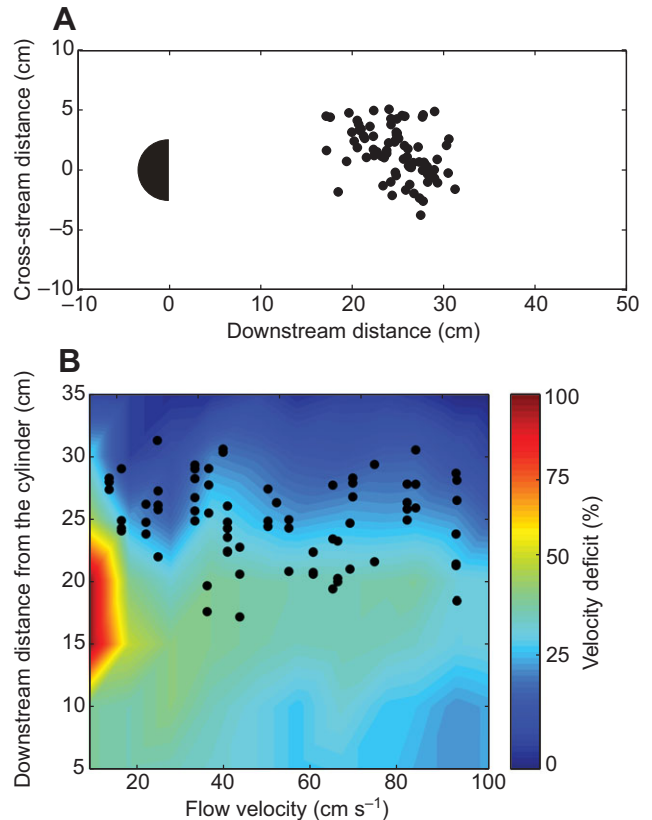 A
10
5
0
−5
−10
Cross-stream distance (cm)
−10 0 10 20 30 40 50
Downstream distance (cm)
B
35
30
25
20
15
10
5
Downstream distance from the cylinder (cm)
20 40 60 80 100
Flow velocity (cm s⁻¹)
100
75
50
25
0
Velocity deficit (%)